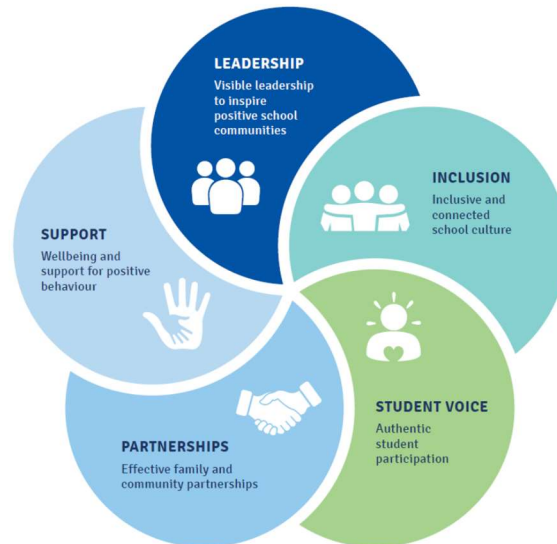 LEADERSHIP
Visible leadership
to inspire
positive school
communities
INCLUSION
Inclusive and
connected
school culture
STUDENT VOICE
Authentic
student
participation
PARTNERSHIPS
Effective family and
community partnerships
SUPPORT
Wellbeing and
support for positive
behaviour